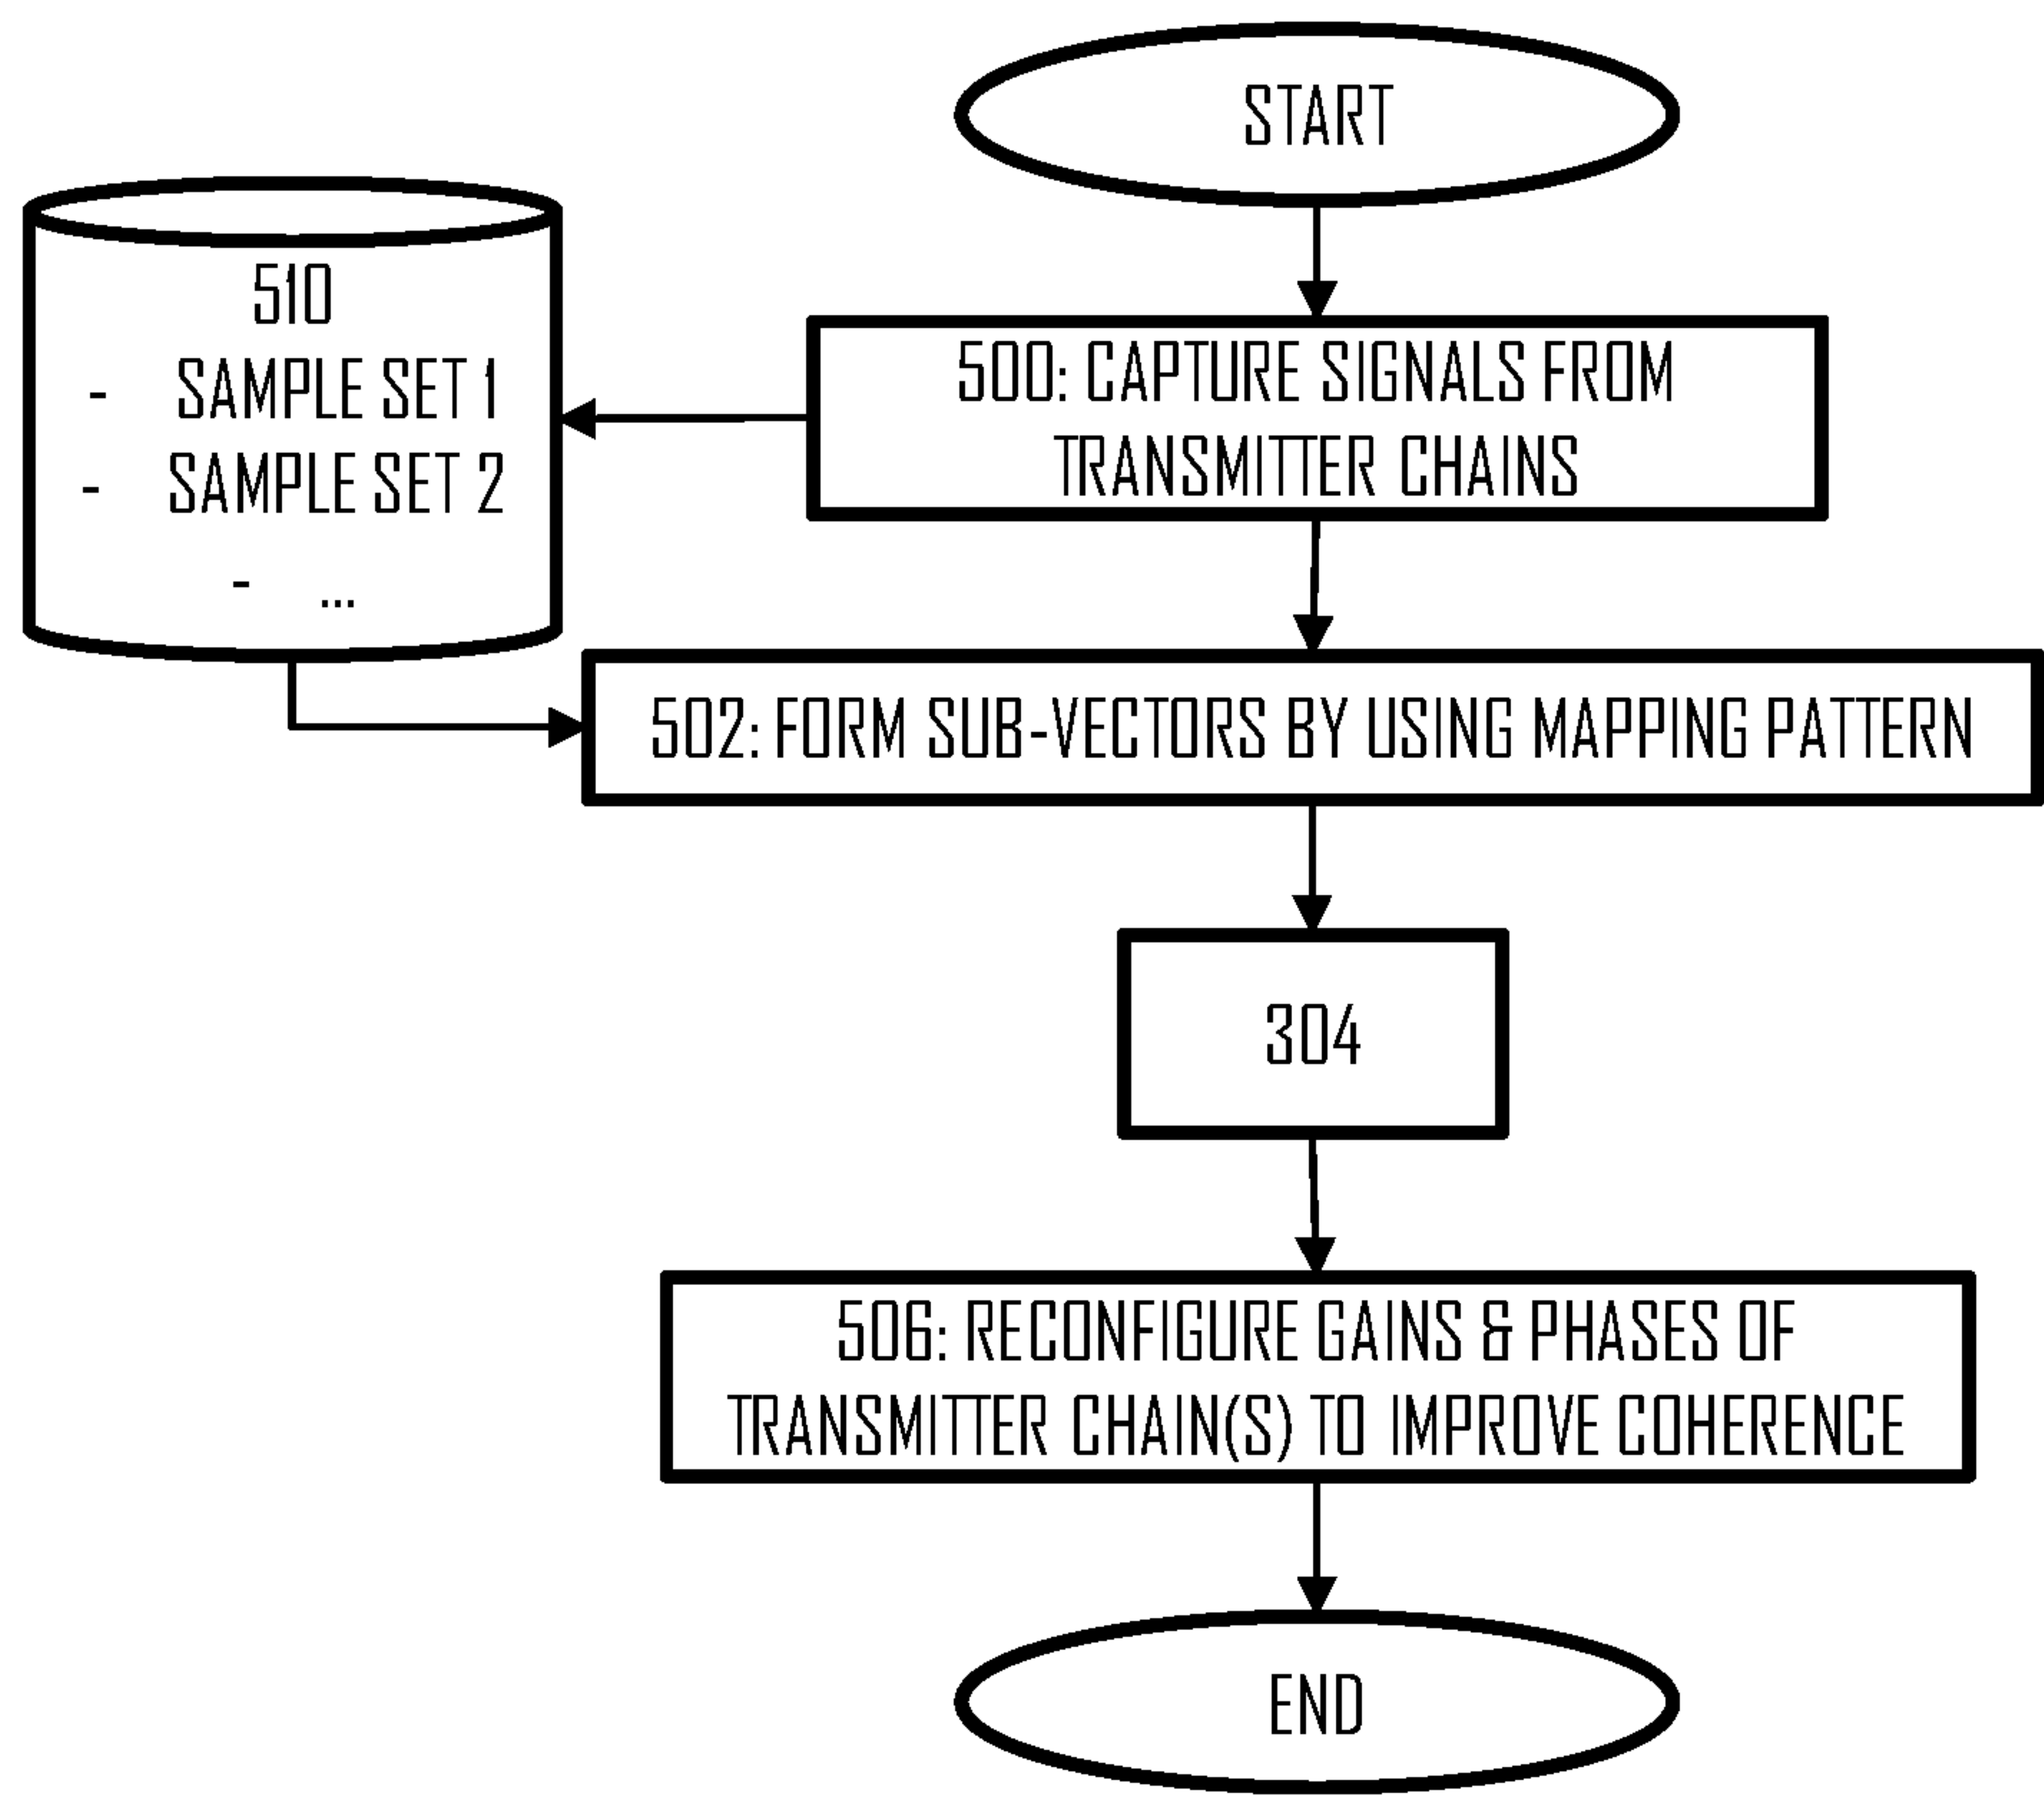 START
510
- SAMPLE SET 1
- SAMPLE SET 2
- ...
500: CAPTURE SIGNALS FROM
TRANSMITTER CHAINS
502: FORM SUB-VECTORS BY USING MAPPING PATTERN
304
506: RECONFIGURE GAINS & PHASES OF
TRANSMITTER CHAIN(S) TO IMPROVE COHERENCE
END